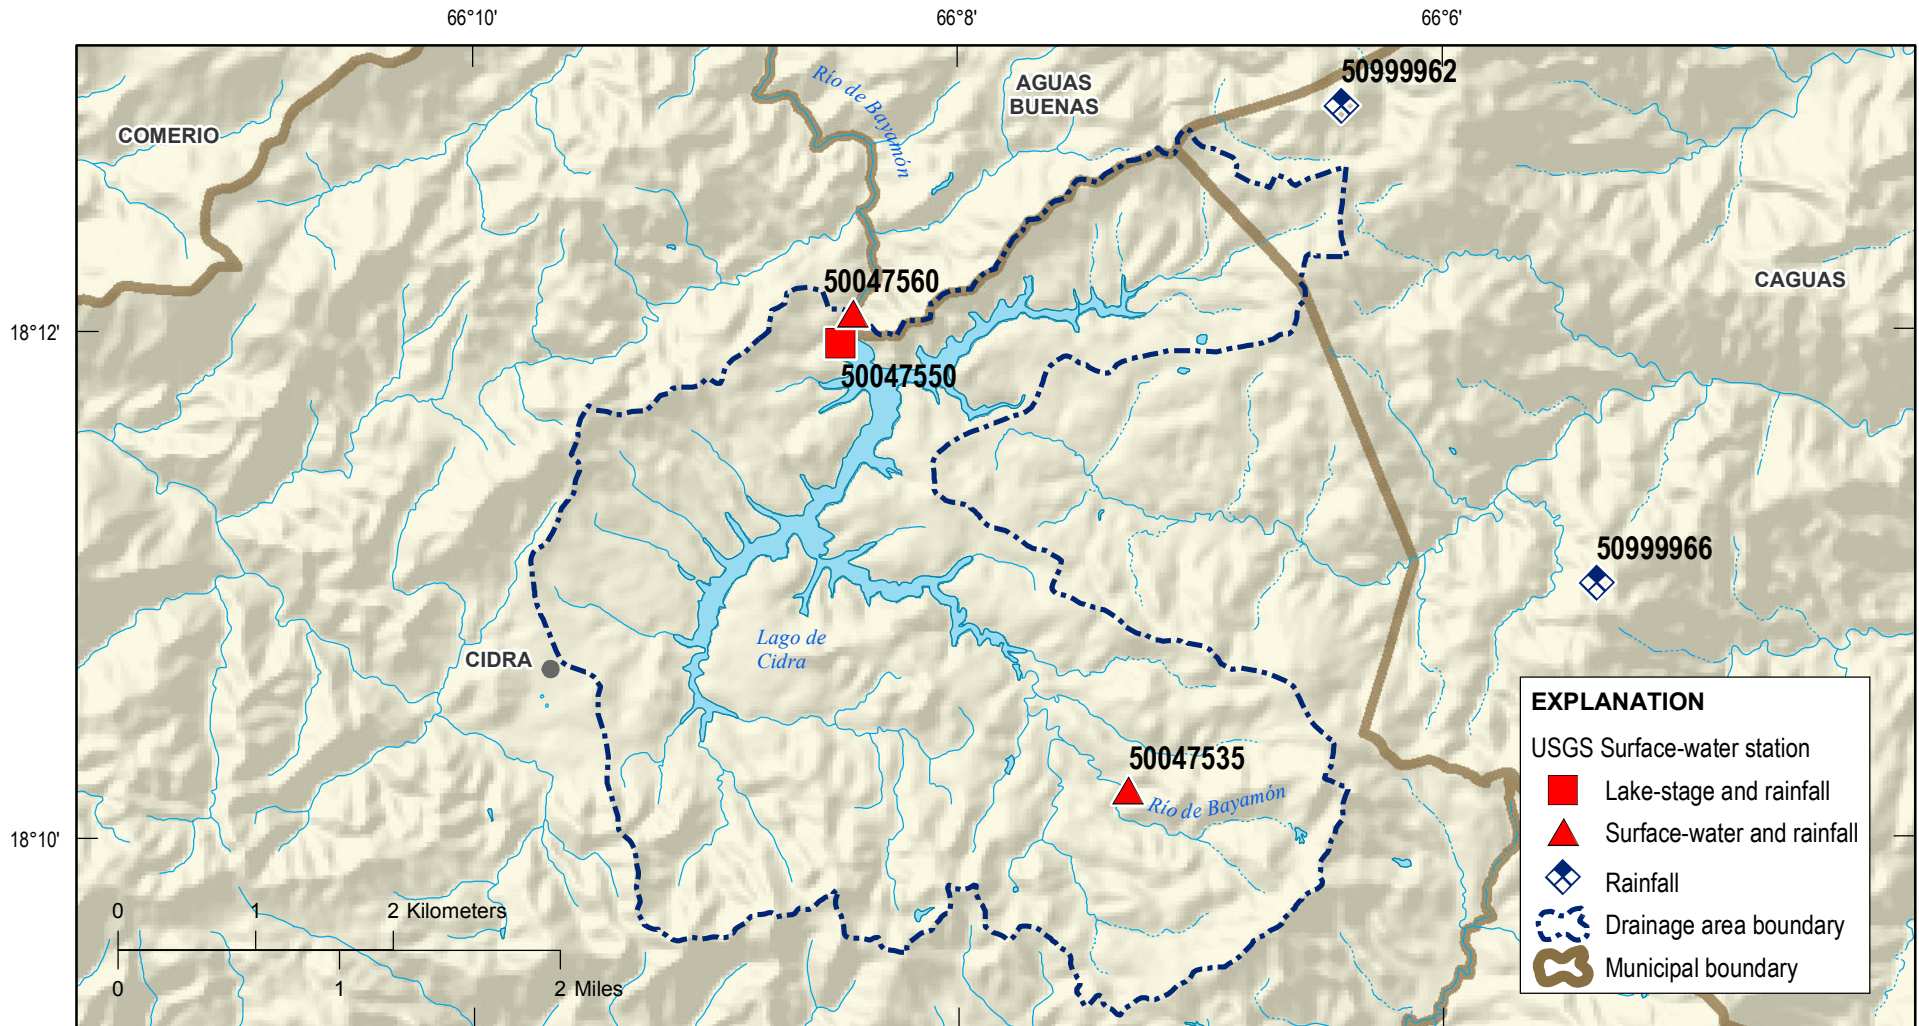 66°10'
66°8'
66°6'
50999962
Río de Bayamón
AGUAS
BUENAS
COMERIO
50047560
CAGUAS
18°12'
50047550
50999966
Lago de
Cidra
CIDRA
50047535
Río de Bayamón
18°10'
0 1 2 Kilometers
0 1 2 Miles
EXPLANATION
USGS Surface-water station
Lake-stage and rainfall
Surface-water and rainfall
Rainfall
Drainage area boundary
Municipal boundary